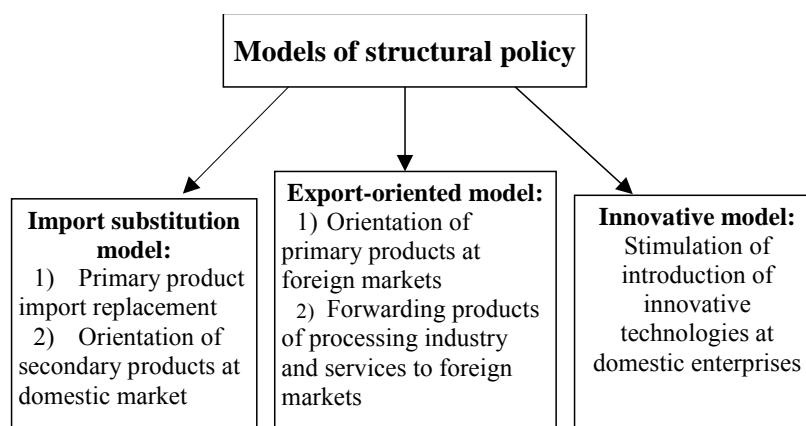 Models of structural policy
Import substitution
model:
1) Primary product
import replacement
2) Orientation of
secondary products at
domestic market
Export-oriented model:
1) Orientation of
primary products at
foreign markets
2) Forwarding products
of processing industry
and services to foreign
markets
Innovative model:
Stimulation of
introduction of
innovative
technologies at
domestic enterprises